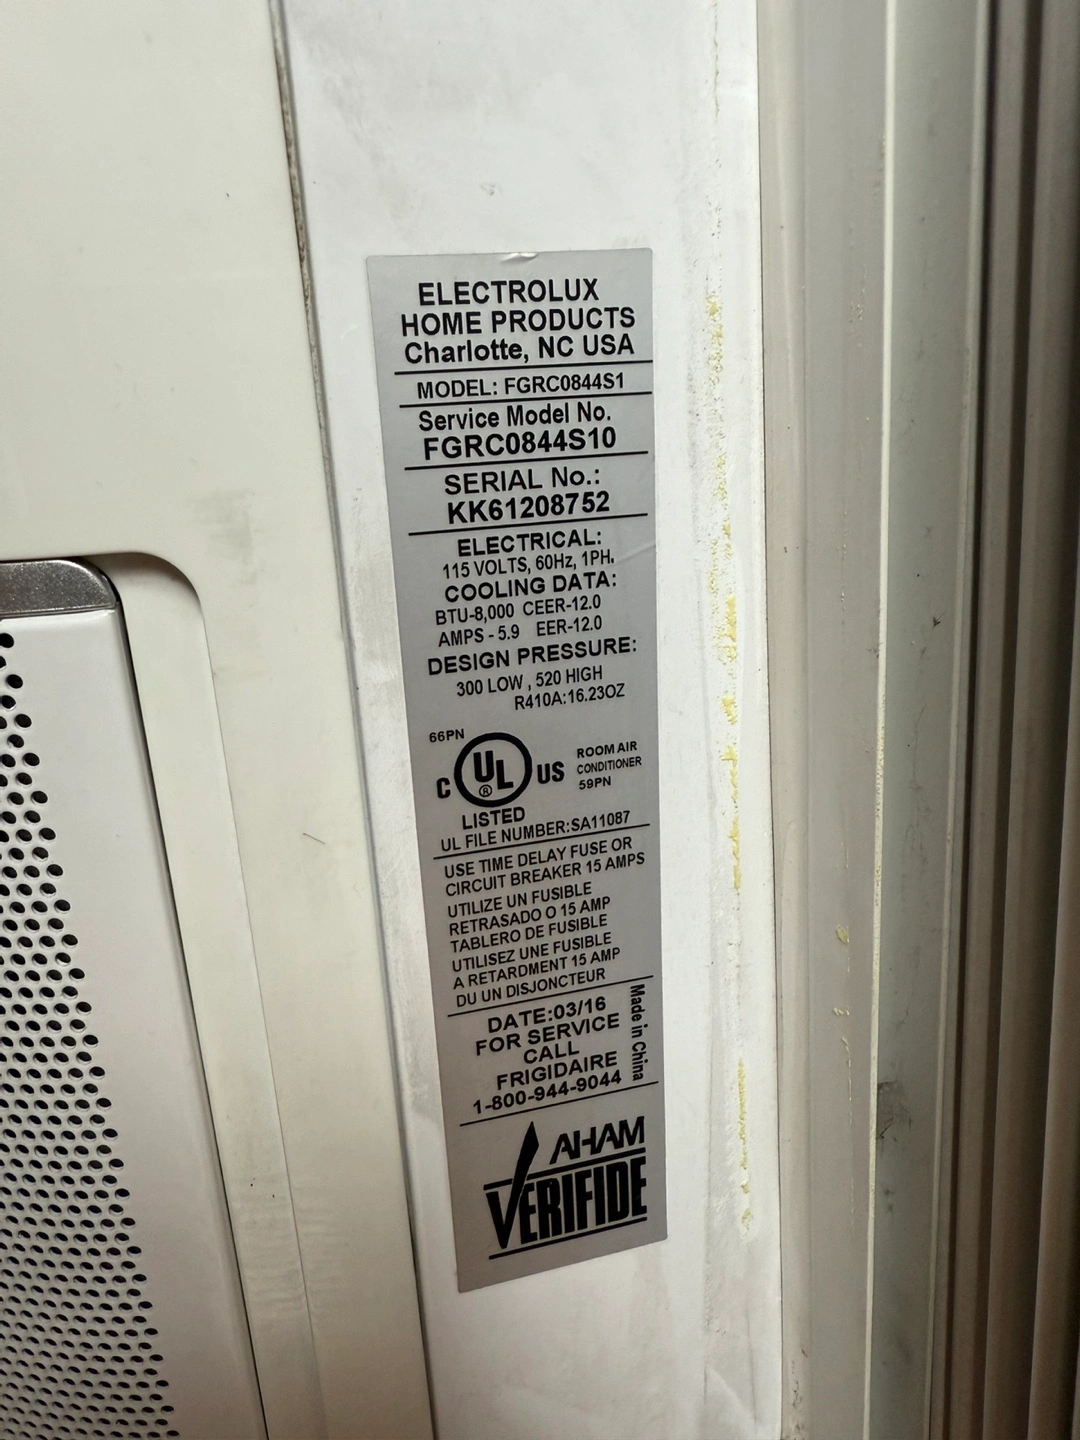 ELECTROLUX
HOME PRODUCTS
Charlotte, NC USA
MODEL: FGRC0844S1
Service Model No.
FGRC0844S10
SERIAL No.:
KK61208752
ELECTRICAL:
115 VOLTS, 60Hz, 1PH.
COOLING DATA:
BTU-8,000 CEER-12.0
AMPS - 5.9 EER-12.0
DESIGN PRESSURE:
300 LOW , 520 HIGH
R410A:16.23OZ
66PN
C UL ® US
ROOM AIR
CONDITIONER
59PN
LISTED
UL FILE NUMBER:SA11087
USE TIME DELAY FUSE OR
CIRCUIT BREAKER 15 AMPS
UTILIZE UN FUSIBLE
RETRASADO O 15 AMP
TABLERO DE FUSIBLE
UTILISEZ UNE FUSIBLE
A RETARDMENT 15 AMP
DU UN DISJONCTEUR
DATE:03/16
FOR SERVICE
CALL
FRIGIDAIRE
1-800-944-9044
Made in China
AHAM
VERIFIDE